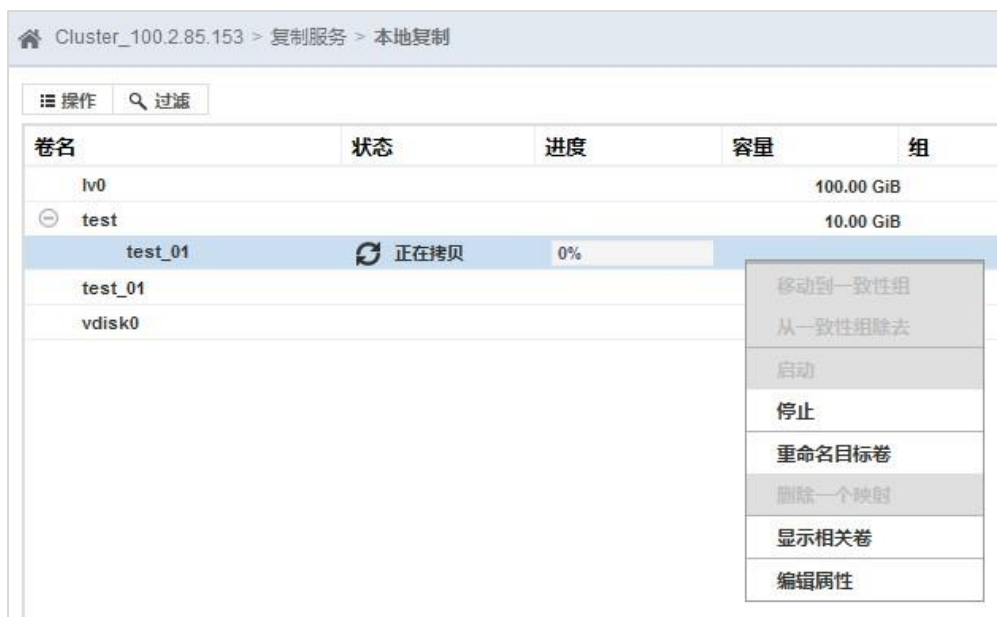 Cluster_100.2.85.153 > 复制服务 > 本地复制
操作 过滤
卷名 状态 进度 容量 组
lv0 100.00 GiB
test 10.00 GiB
test_01 正在拷贝 0%
移动到一致性组
test_01
从一致性组除去
vdisk0
启动
停止
重命名目标卷
删除一个映射
显示相关卷
编辑属性